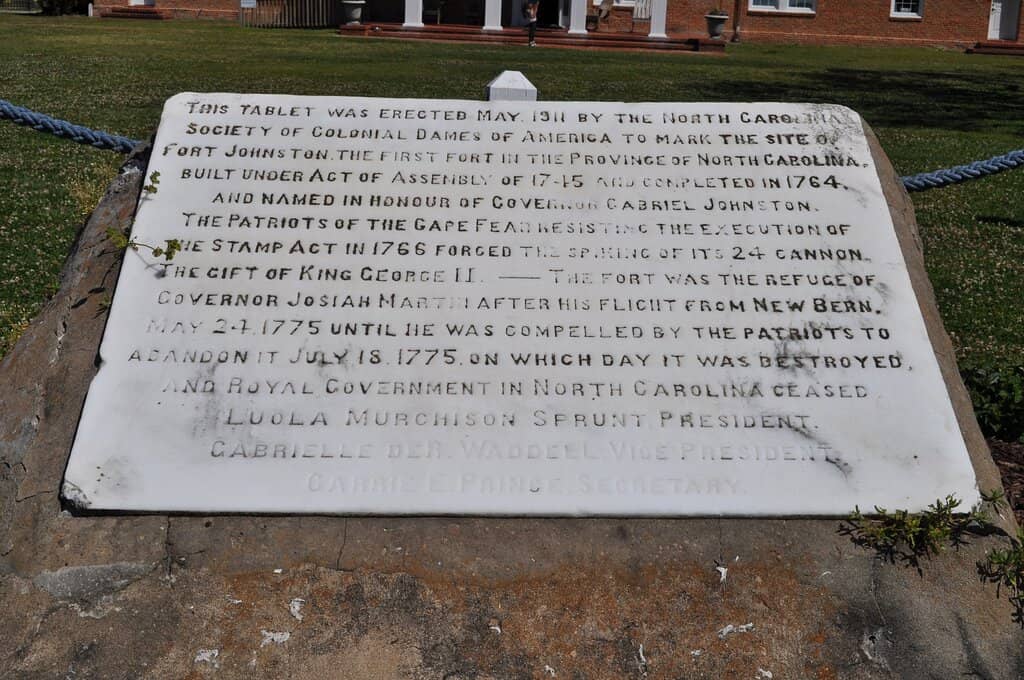 THIS TABLET WAS ERECTED MAY, 1911 BY THE NORTH CAROLINA
SOCIETY OF COLONIAL DAMES OF AMERICA TO MARK THE SITE OF
FORT JOHNSTON. THE FIRST FORT IN THE PROVINCE OF NORTH CAROLINA,
BUILT UNDER ACT OF ASSEMBLY OF 1745 AND COMPLETED IN 1764.
AND NAMED IN HONOUR OF GOVERNOR GABRIEL JOHNSTON.
THE PATRIOTS OF THE CAPE FEAR RESISTING THE EXECUTION OF
THE STAMP ACT IN 1766 FORCED THE SPIKING OF ITS 24 CANNON.
THE GIFT OF KING GEORGE II. — THE FORT WAS THE REFUGE OF
GOVERNOR JOSIAH MARTIN AFTER HIS FLIGHT FROM NEW BERN.
MAY 24, 1775 UNTIL HE WAS COMPELLED BY THE PATRIOTS TO
ABANDON IT JULY 18, 1775, ON WHICH DAY IT WAS DESTROYED,
AND ROYAL GOVERNMENT IN NORTH CAROLINA CEASED
LUOLA MURCHISON SPRUNT, PRESIDENT.
GABRIELLE DER. WADDELL, VICE PRESIDENT
CARRIE E. PRINCE, SECRETARY.